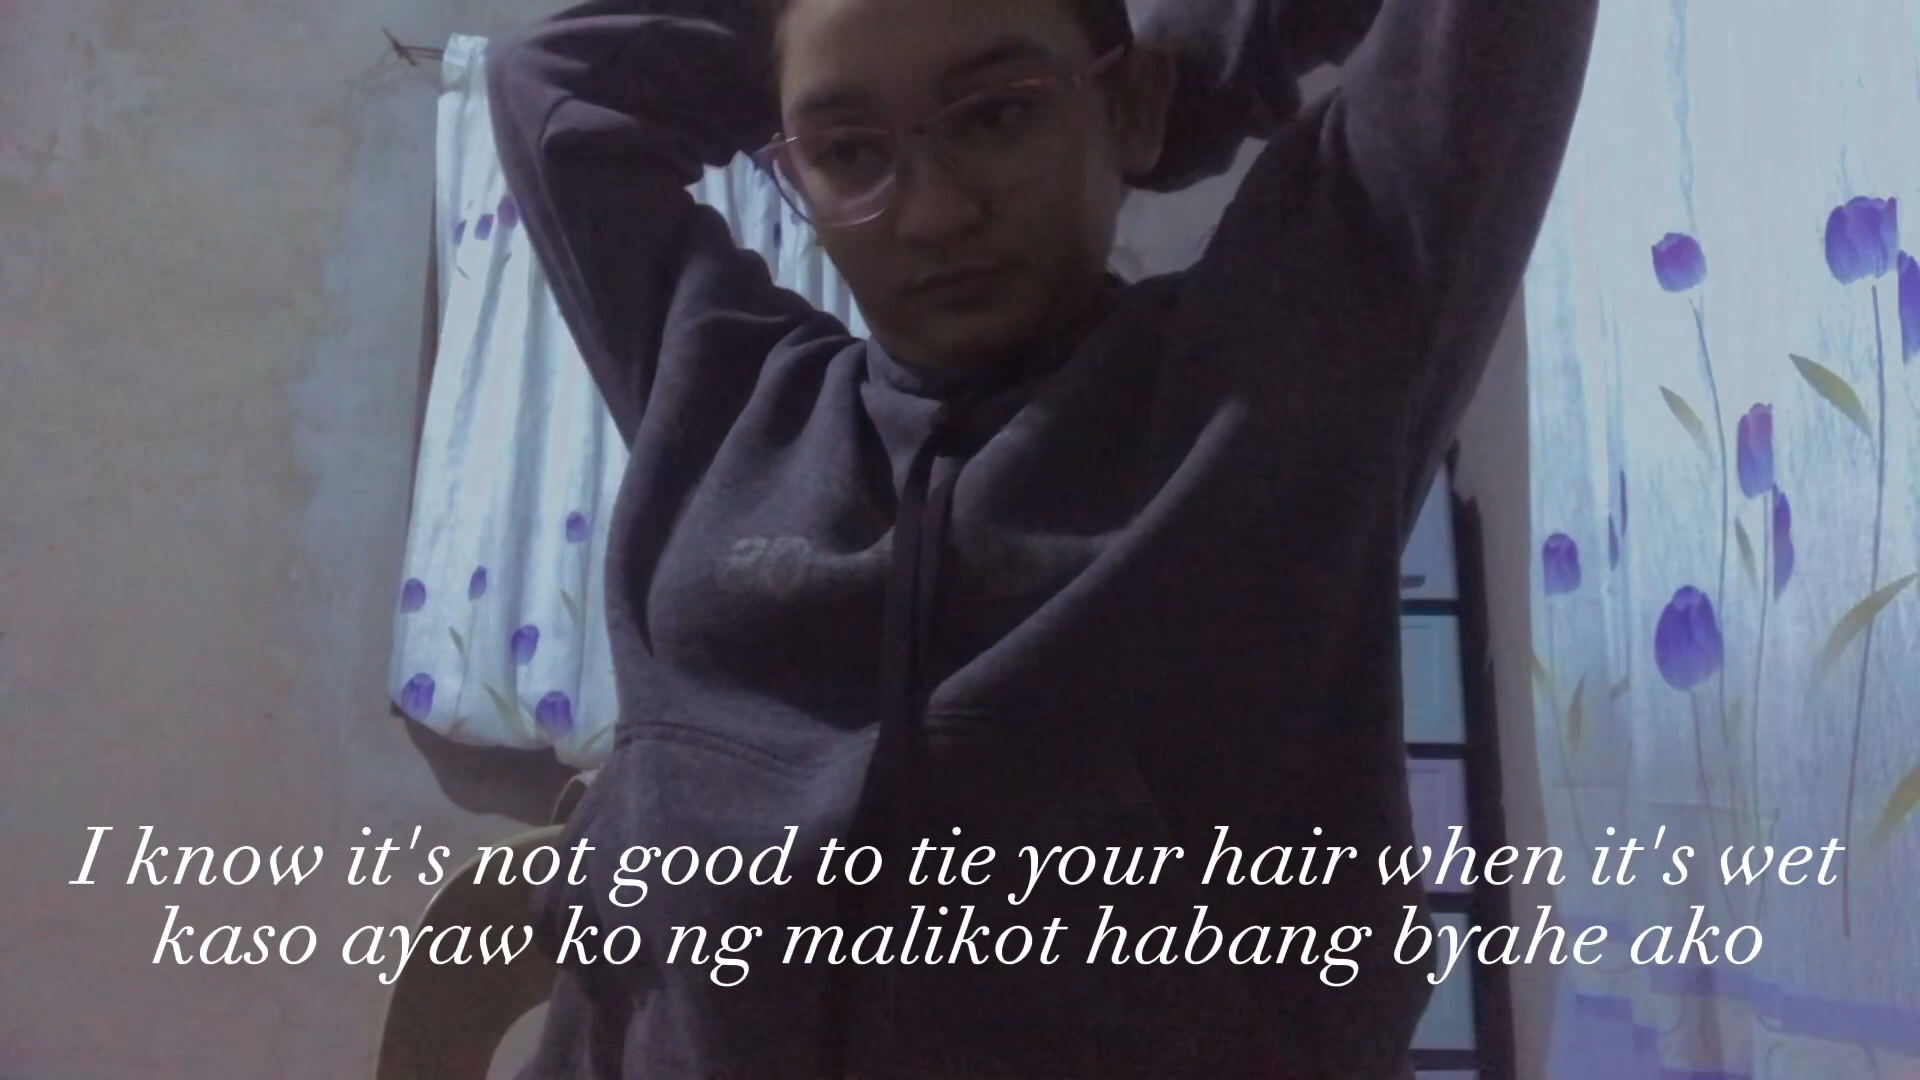 I know it's not good to tie your hair when it's wet
kaso ayaw ko ng malikot habang byahe ako